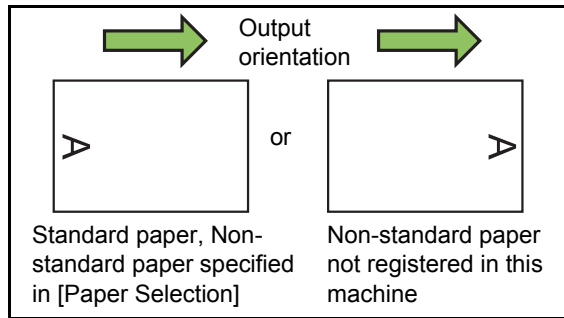 Output
orientation
A
or
A
Standard paper, Non-
standard paper specified
in [Paper Selection]
Non-standard paper
not registered in this
machine